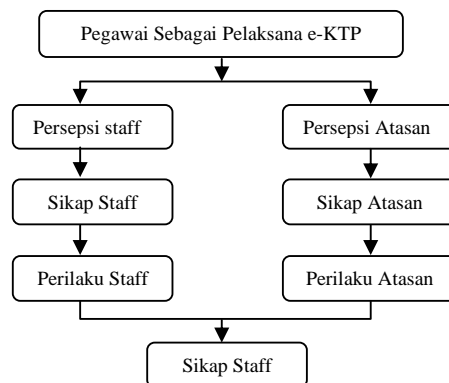 Pegawai Sebagai Pelaksana e-KTP
Persepsi staff
Persepsi Atasan
Sikap Staff
Sikap Atasan
Perilaku Staff
Perilaku Atasan
Sikap Staff